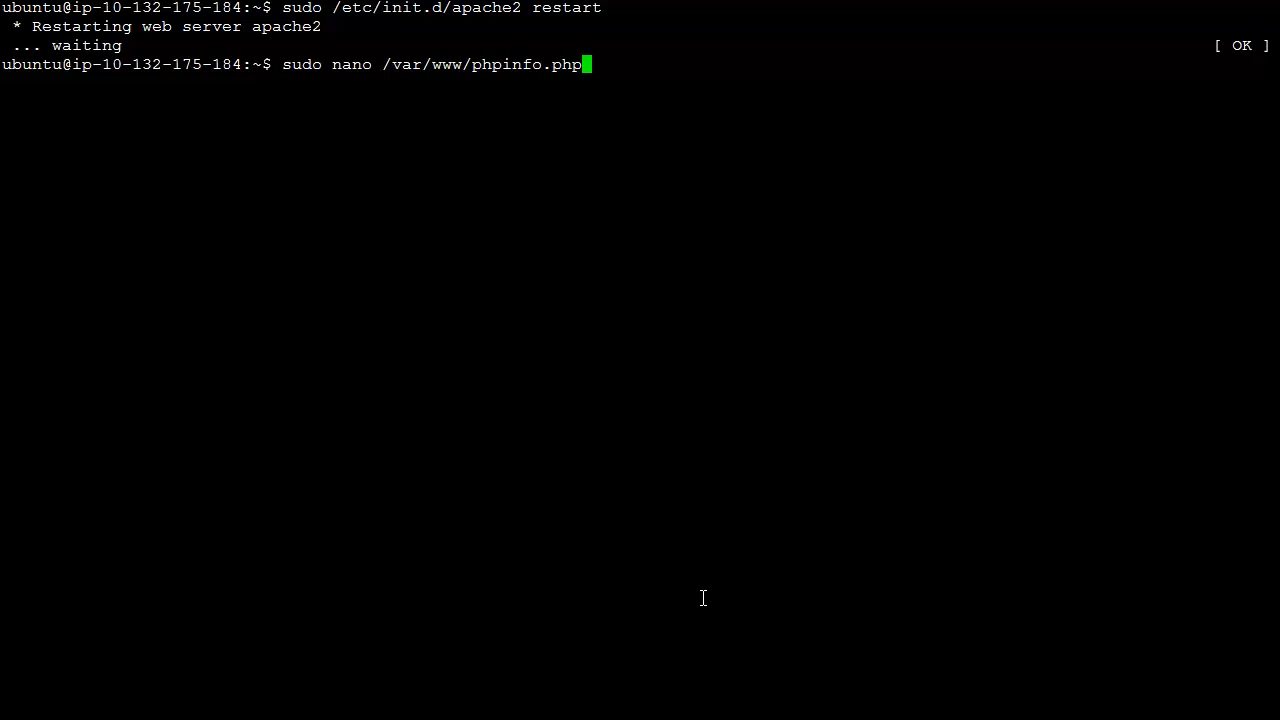 ubuntu@ip-10-132-175-184:~$ sudo /etc/init.d/apache2 restart
 * Restarting web server apache2
 ... waiting [ OK ]
ubuntu@ip-10-132-175-184:~$ sudo nano /var/www/phpinfo.php